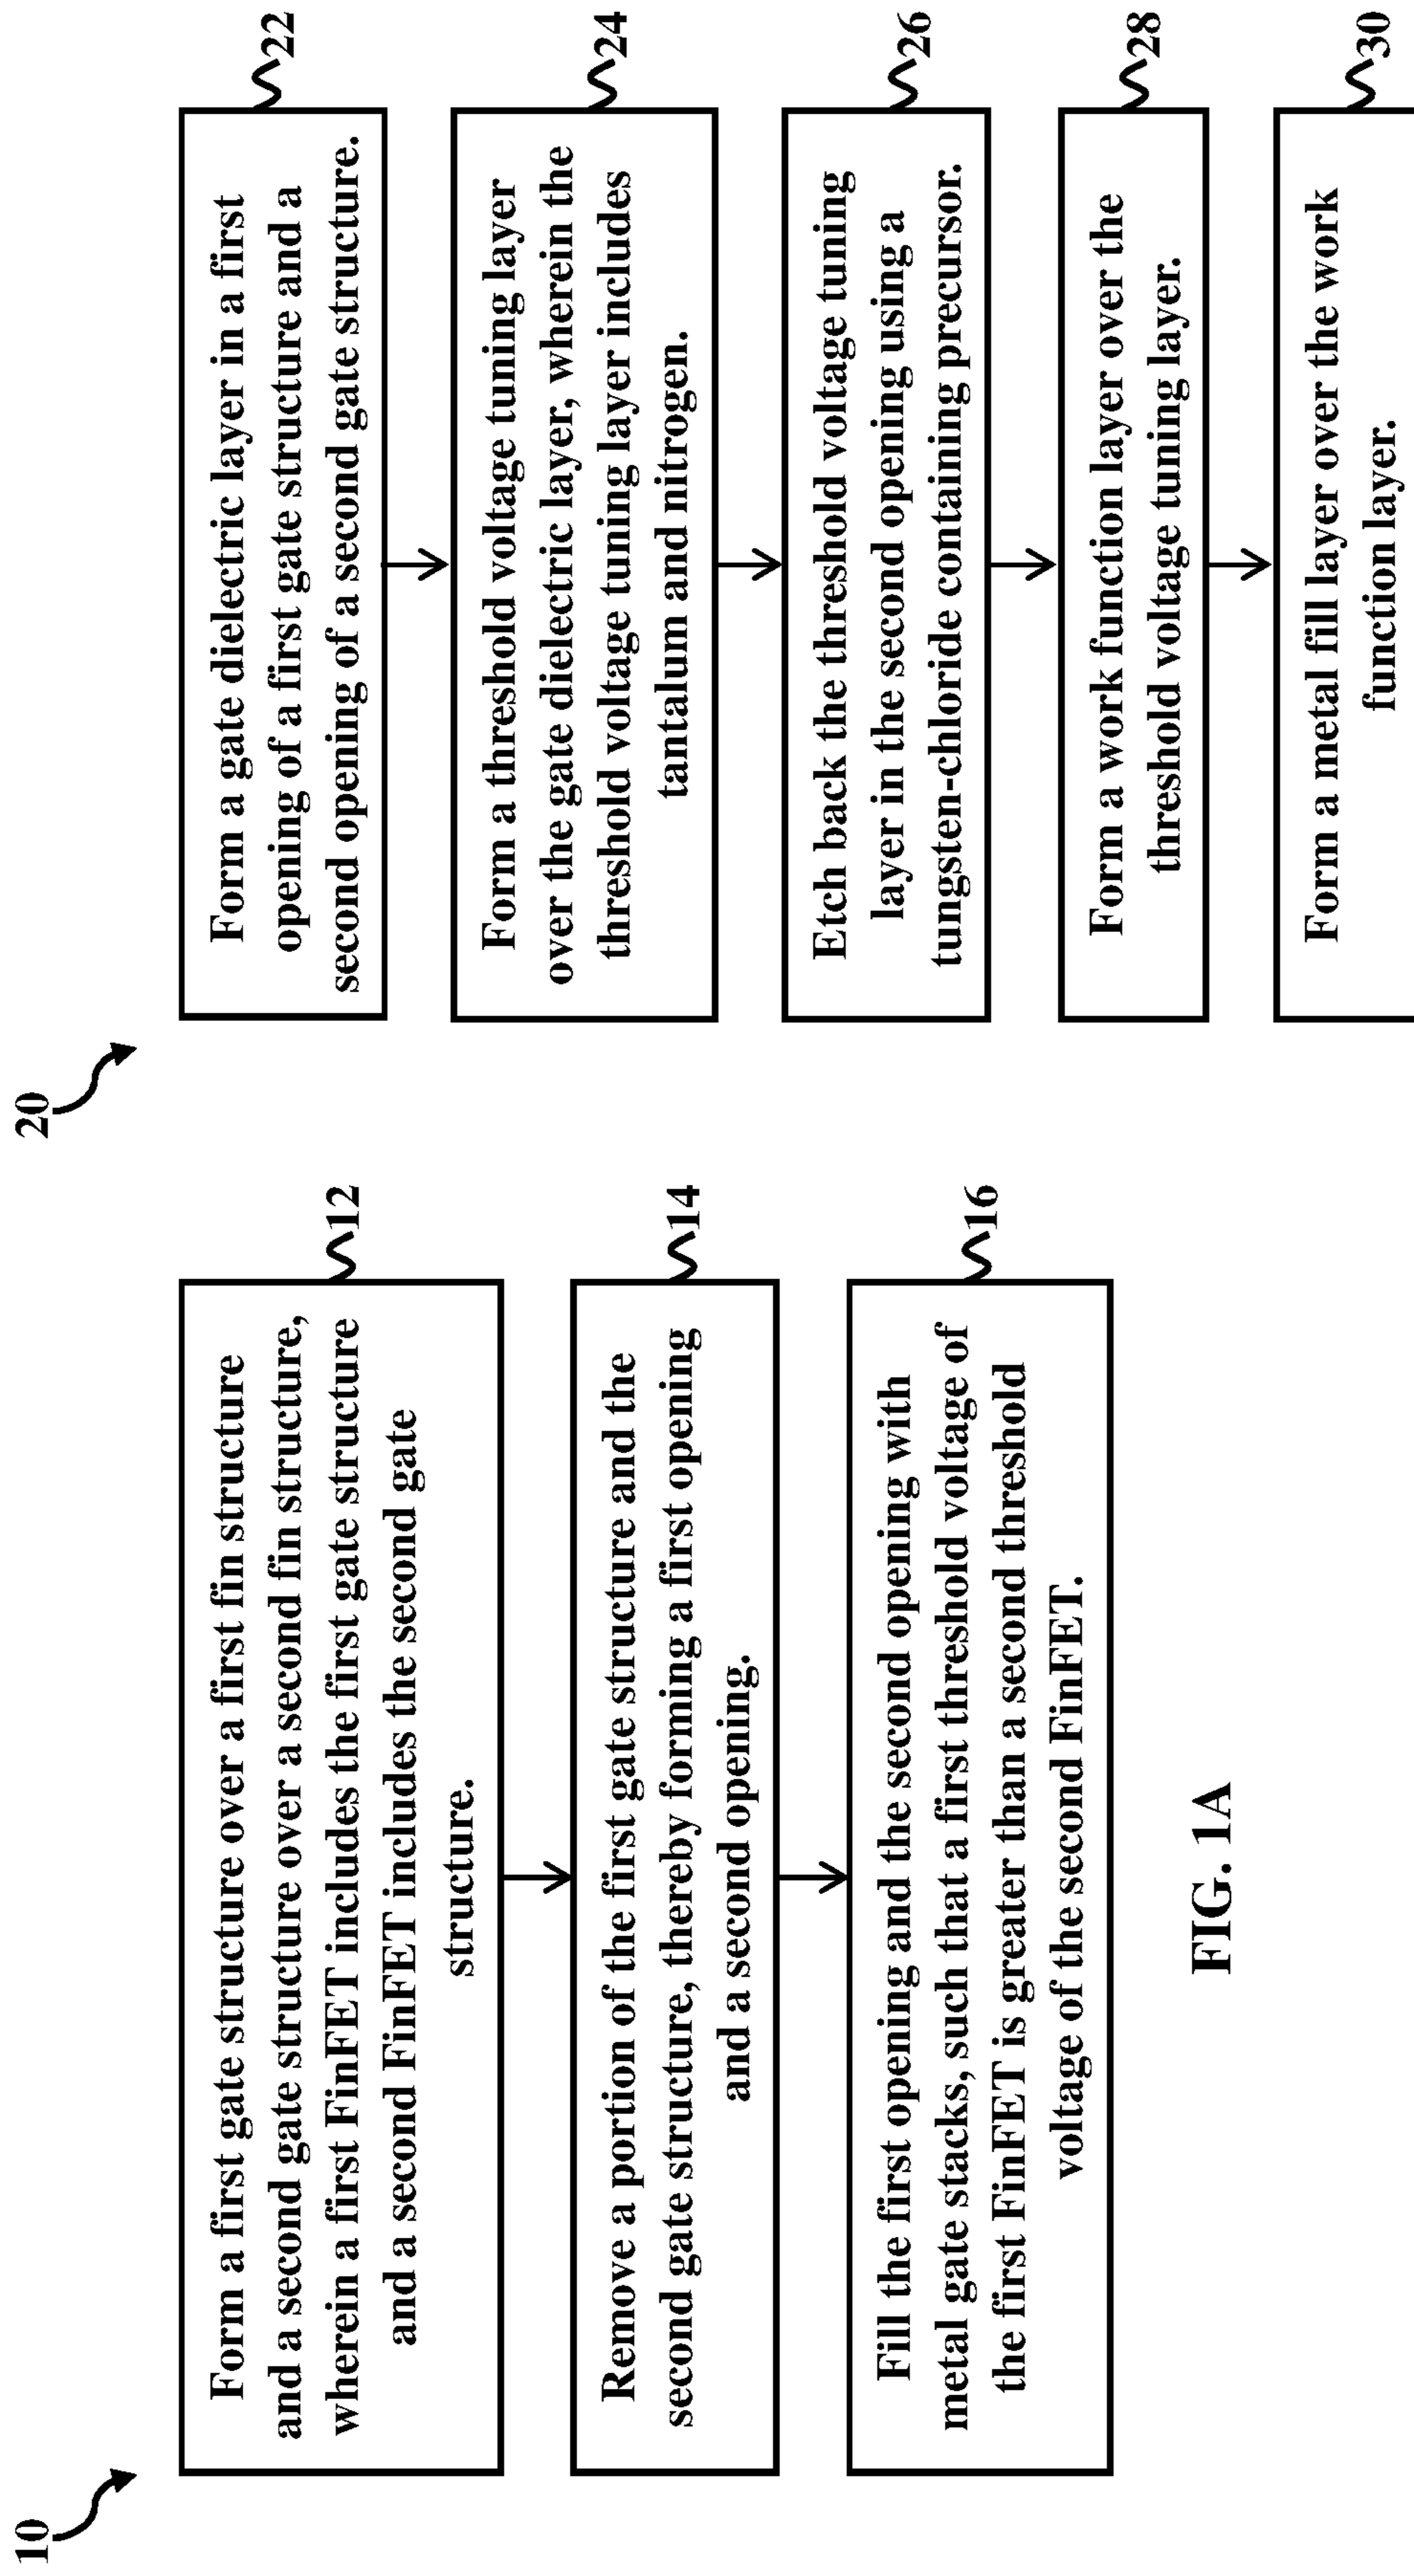 10
Form a first gate structure over a first fin structure
and a second gate structure over a second fin structure,
wherein a first FinFET includes the first gate structure
and a second FinFET includes the second gate
structure.
12
Remove a portion of the first gate structure and the
second gate structure, thereby forming a first opening
and a second opening.
14
Fill the first opening and the second opening with
metal gate stacks, such that a first threshold voltage of
the first FinFET is greater than a second threshold
voltage of the second FinFET.
16
FIG. 1A
20
Form a gate dielectric layer in a first
opening of a first gate structure and a
second opening of a second gate structure.
22
Form a threshold voltage tuning layer
over the gate dielectric layer, wherein the
threshold voltage tuning layer includes
tantalum and nitrogen.
24
Etch back the threshold voltage tuning
layer in the second opening using a
tungsten-chloride containing precursor.
26
Form a work function layer over the
threshold voltage tuning layer.
28
Form a metal fill layer over the work
function layer.
30